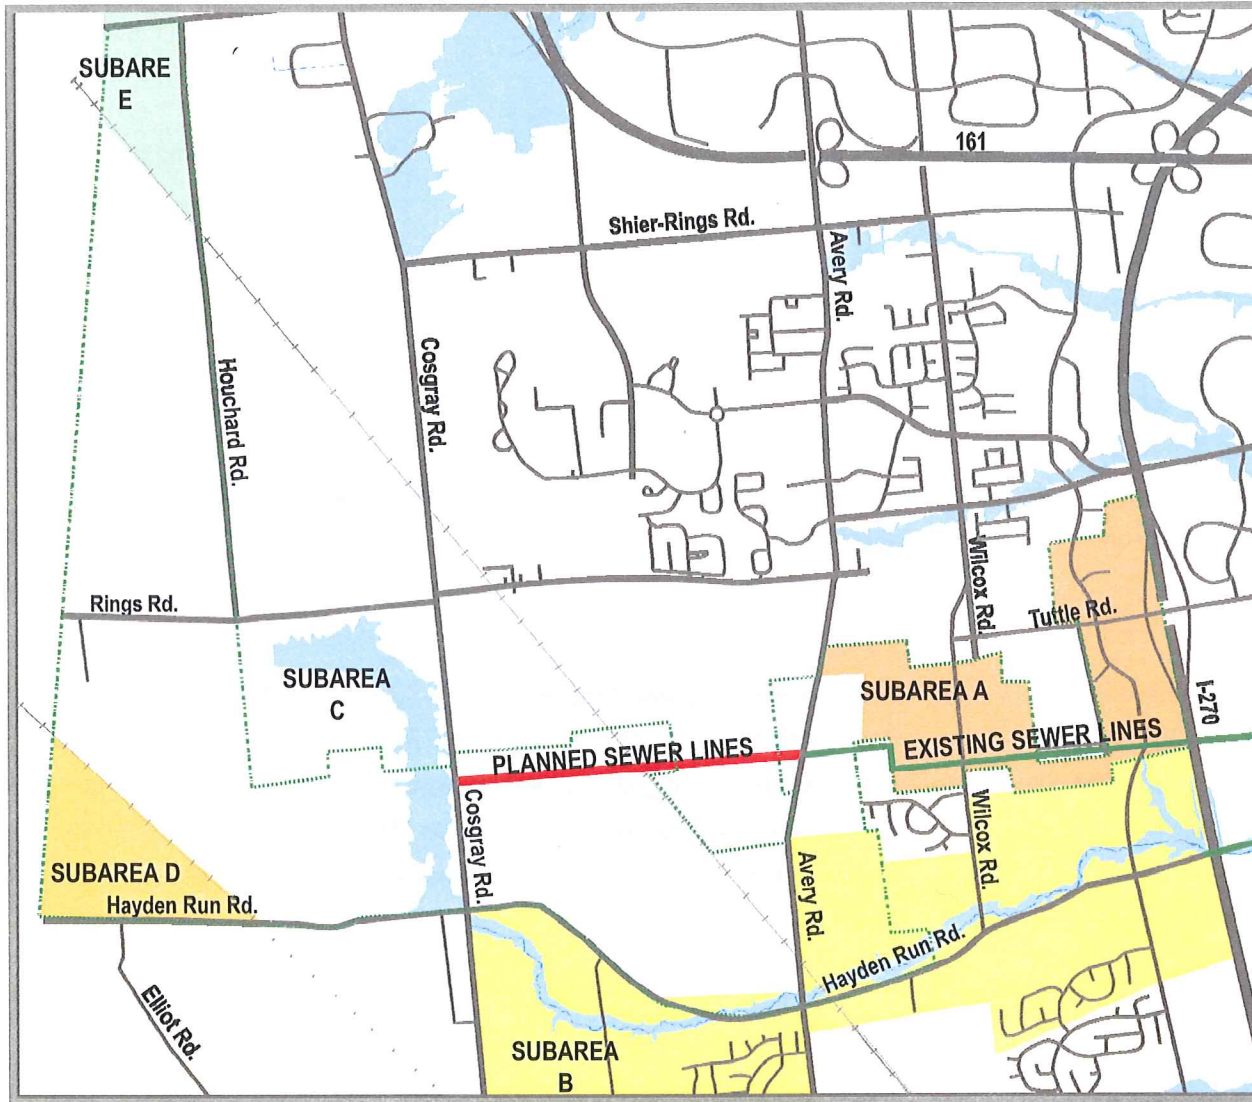 SUBARE
E
161
Shier-Rings Rd.
Avery Rd.
Houchard Rd.
Cosgray Rd.
Wilcox Rd.
Rings Rd.
Tuttle Rd.
SUBAREA
C
SUBAREA A
I-270
PLANNED SEWER LINES
EXISTING SEWER LINES
Cosgray Rd.
Wilcox Rd.
SUBAREA D
Hayden Run Rd.
Avery Rd.
Hayden Run Rd.
Elliot Rd.
SUBAREA
B